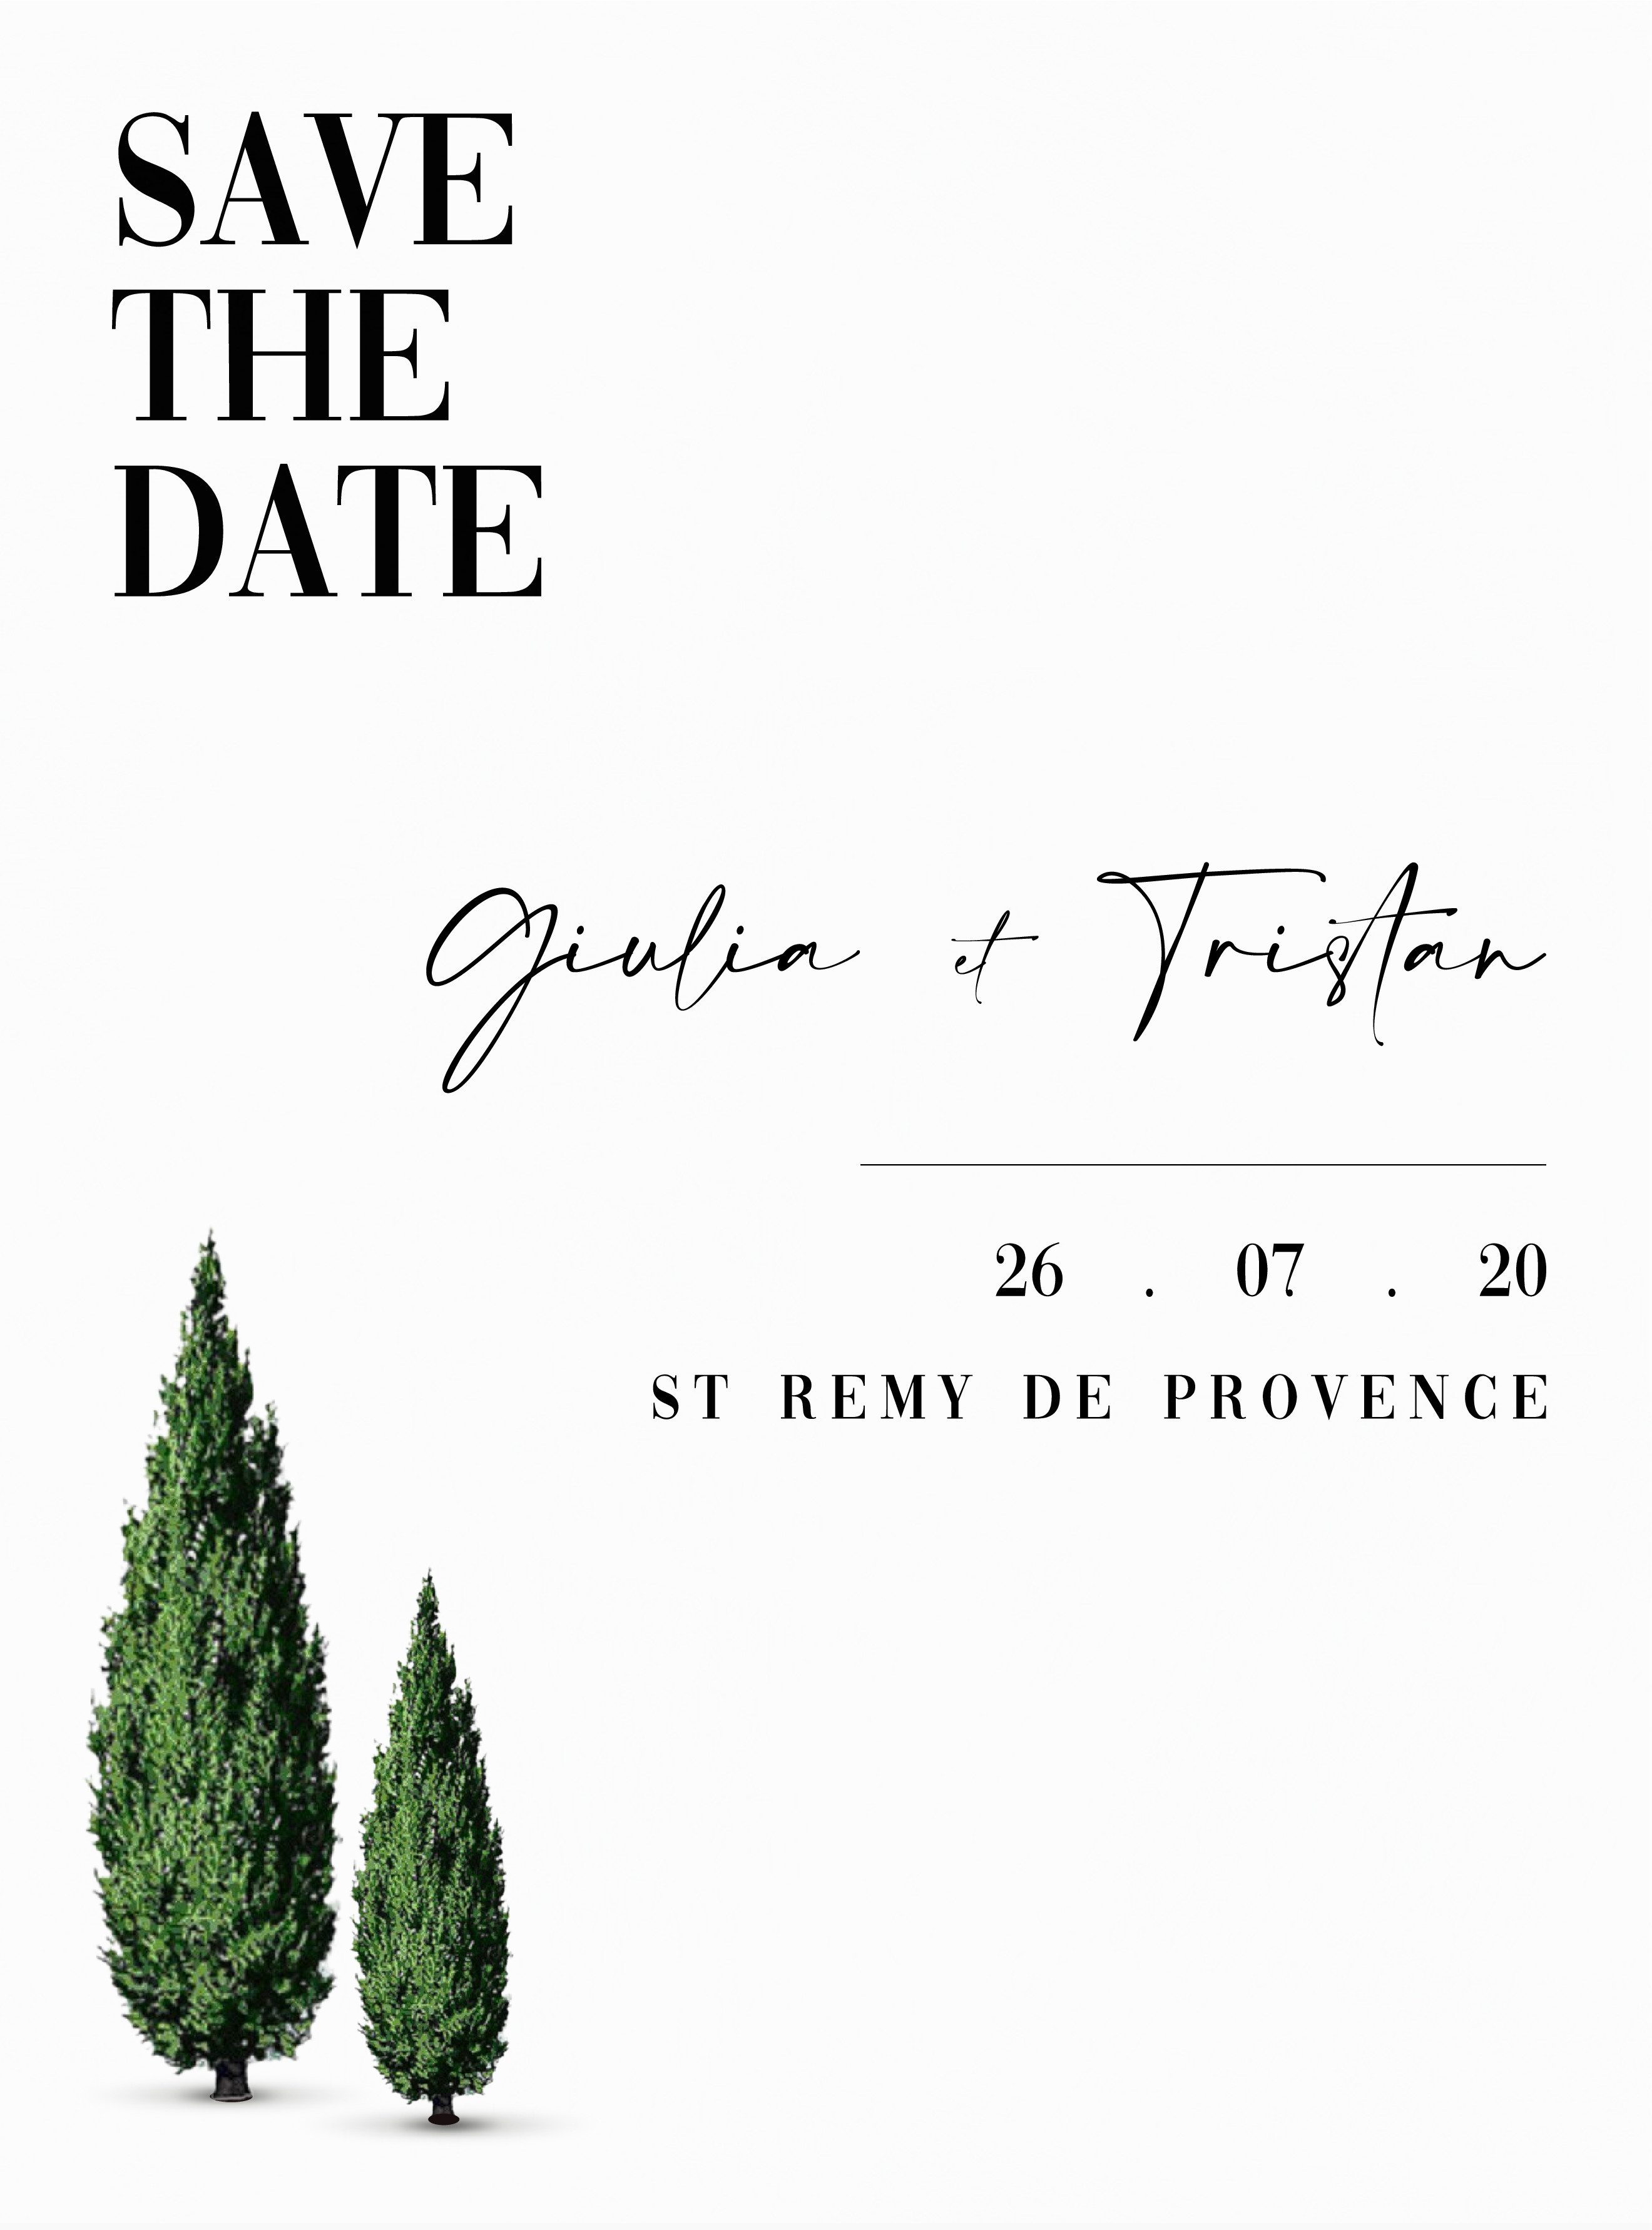 SAVE
THE
DATE
Giulia et Tristan
26 . 07 . 20
ST REMY DE PROVENCE